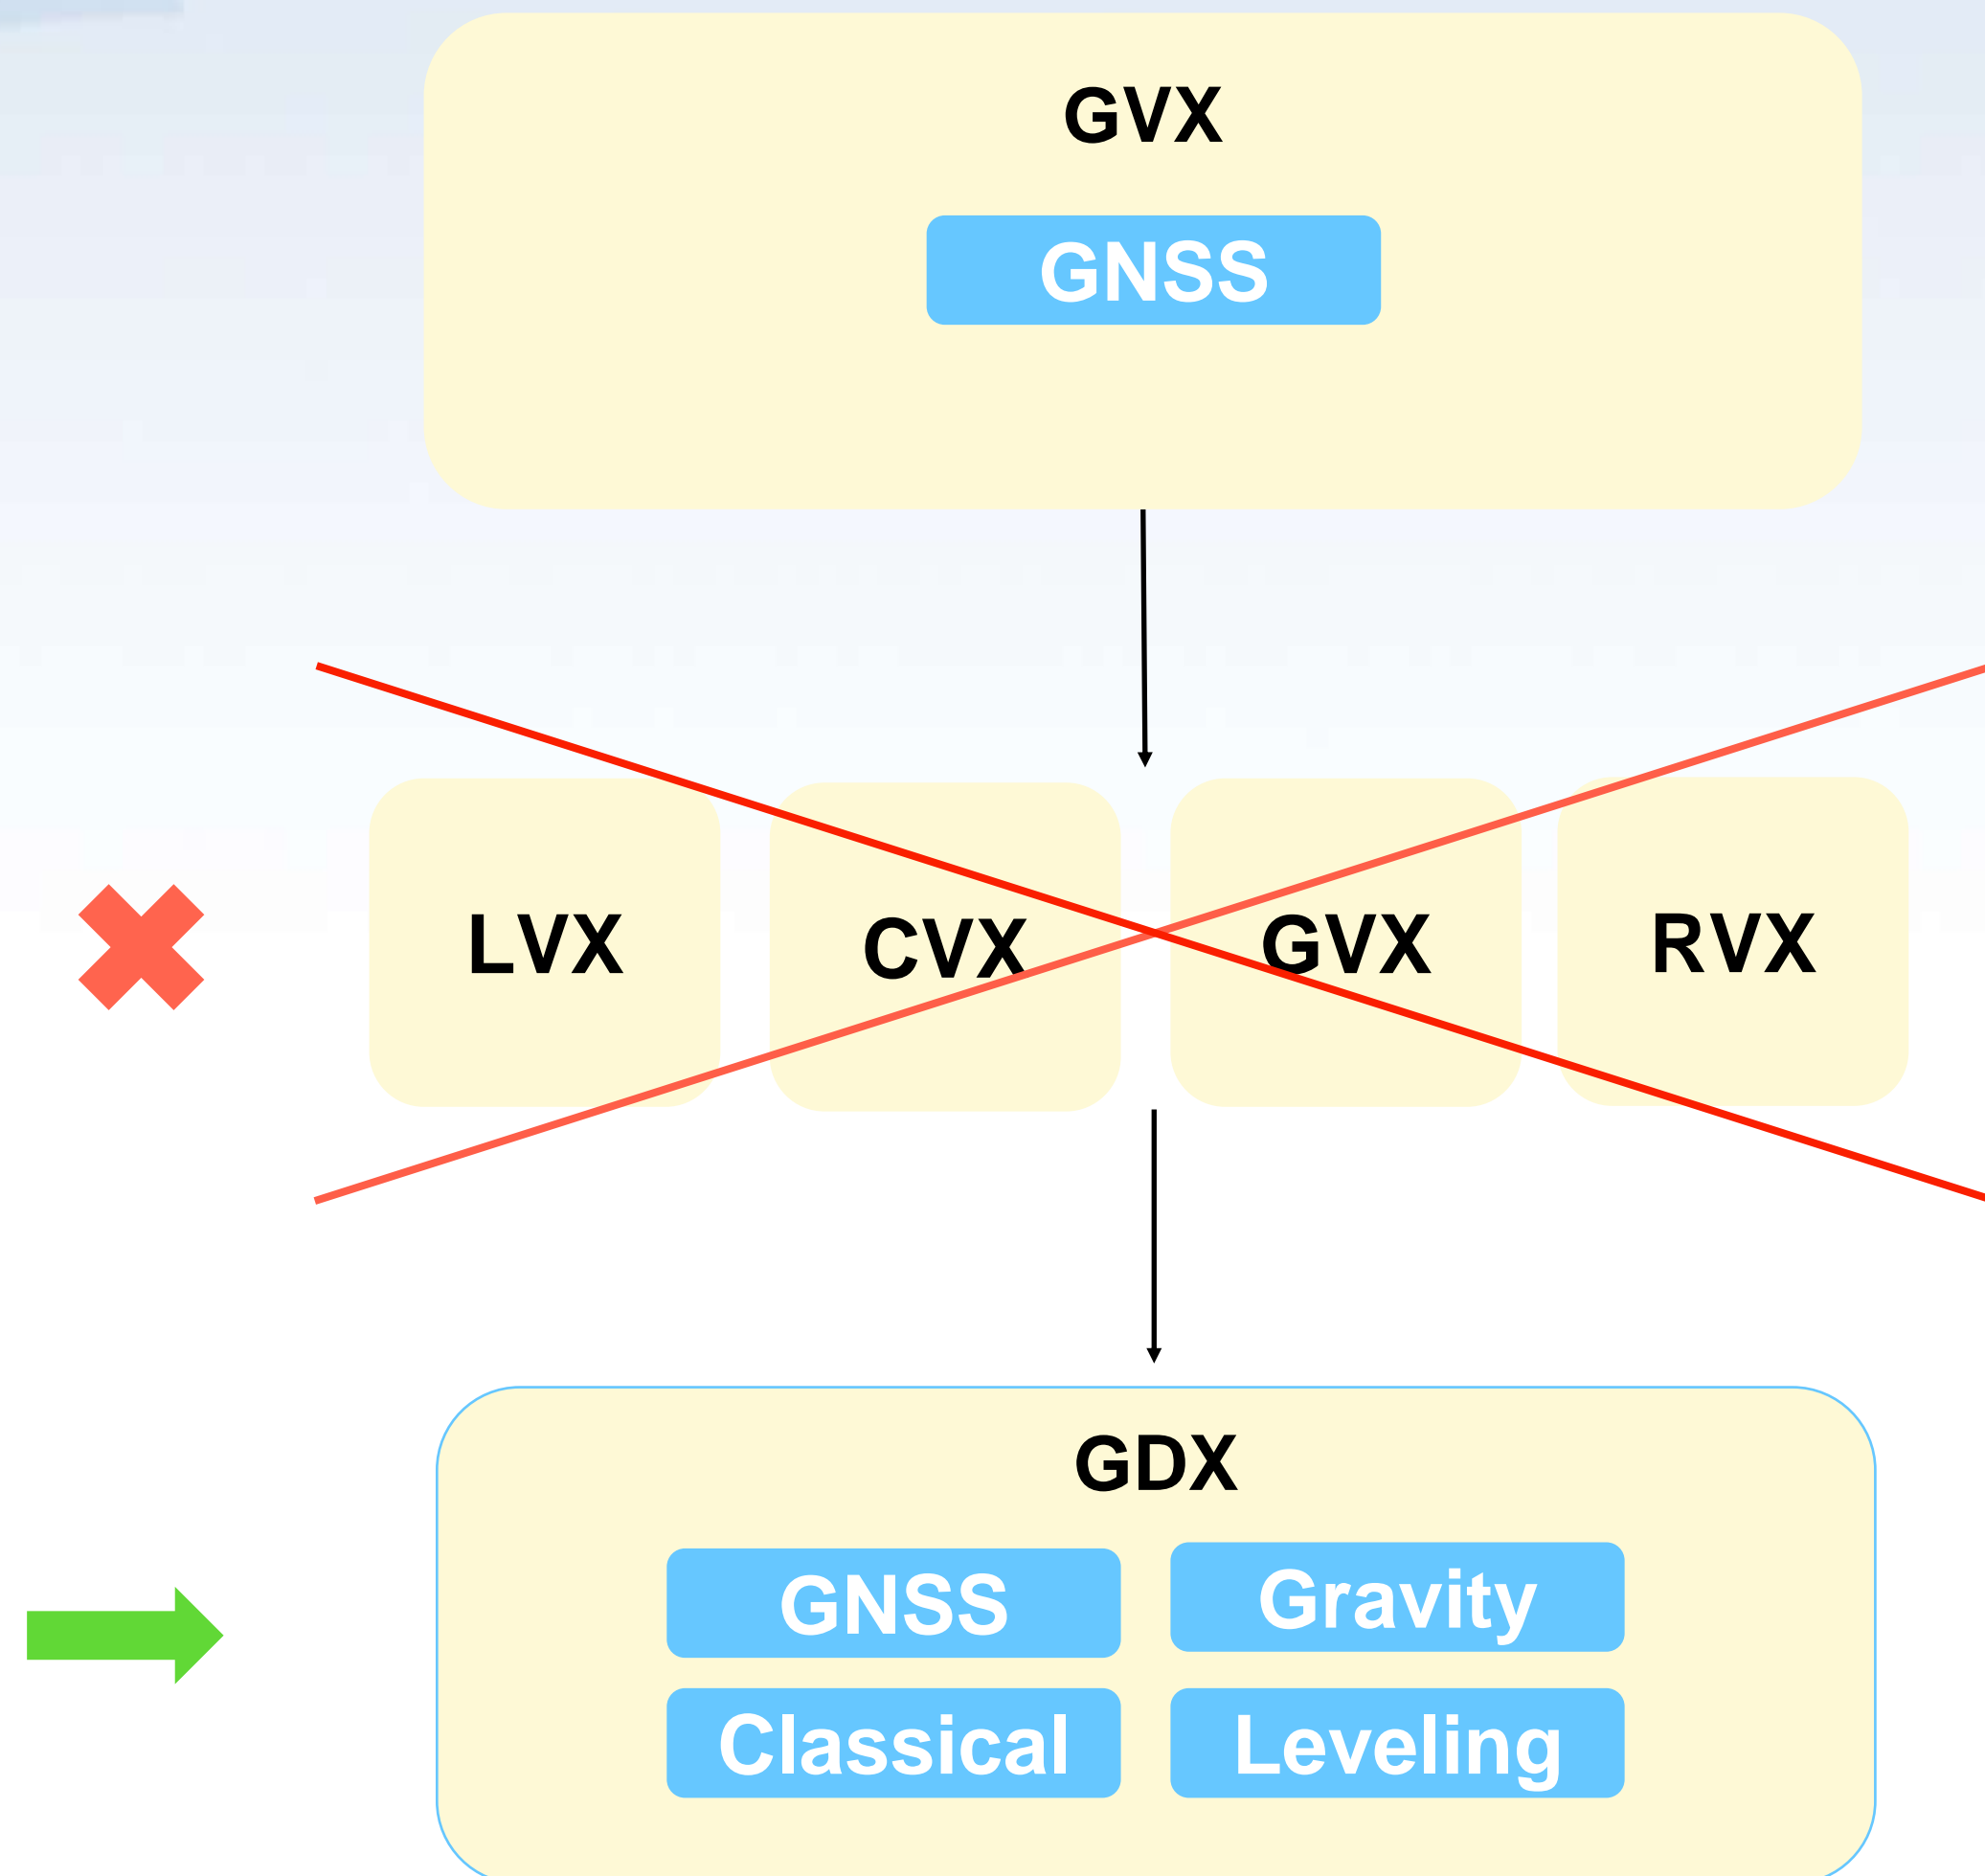 GVX
GNSS
LVX CVX GVX RVX
GDX
GNSS Gravity
Classical Leveling